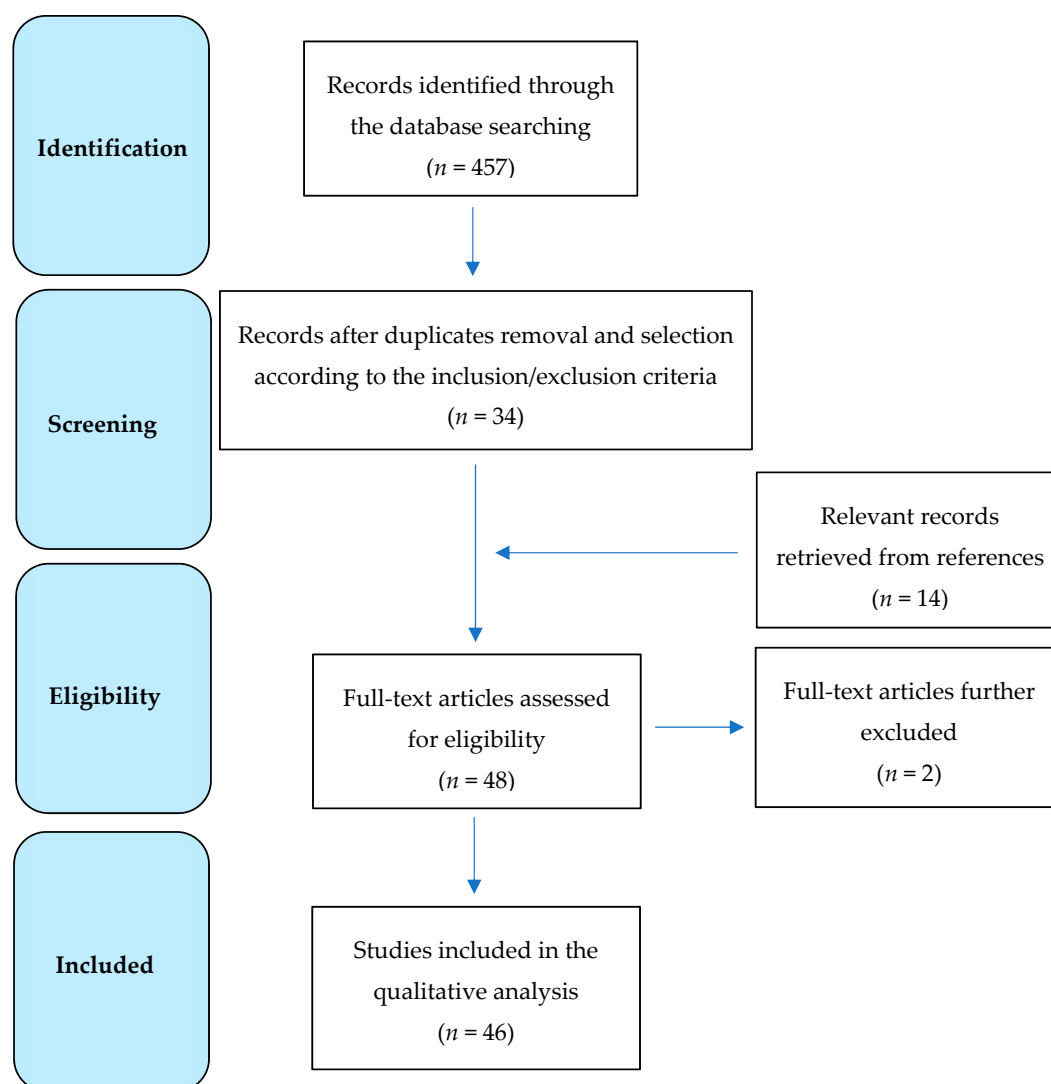 Identification
Records identified through
the database searching
(n = 457)
Screening
Records after duplicates removal and selection
according to the inclusion/exclusion criteria
(n = 34)
Relevant records
retrieved from references
(n = 14)
Eligibility
Full-text articles assessed
for eligibility
(n = 48)
Full-text articles further
excluded
(n = 2)
Included
Studies included in the
qualitative analysis
(n = 46)